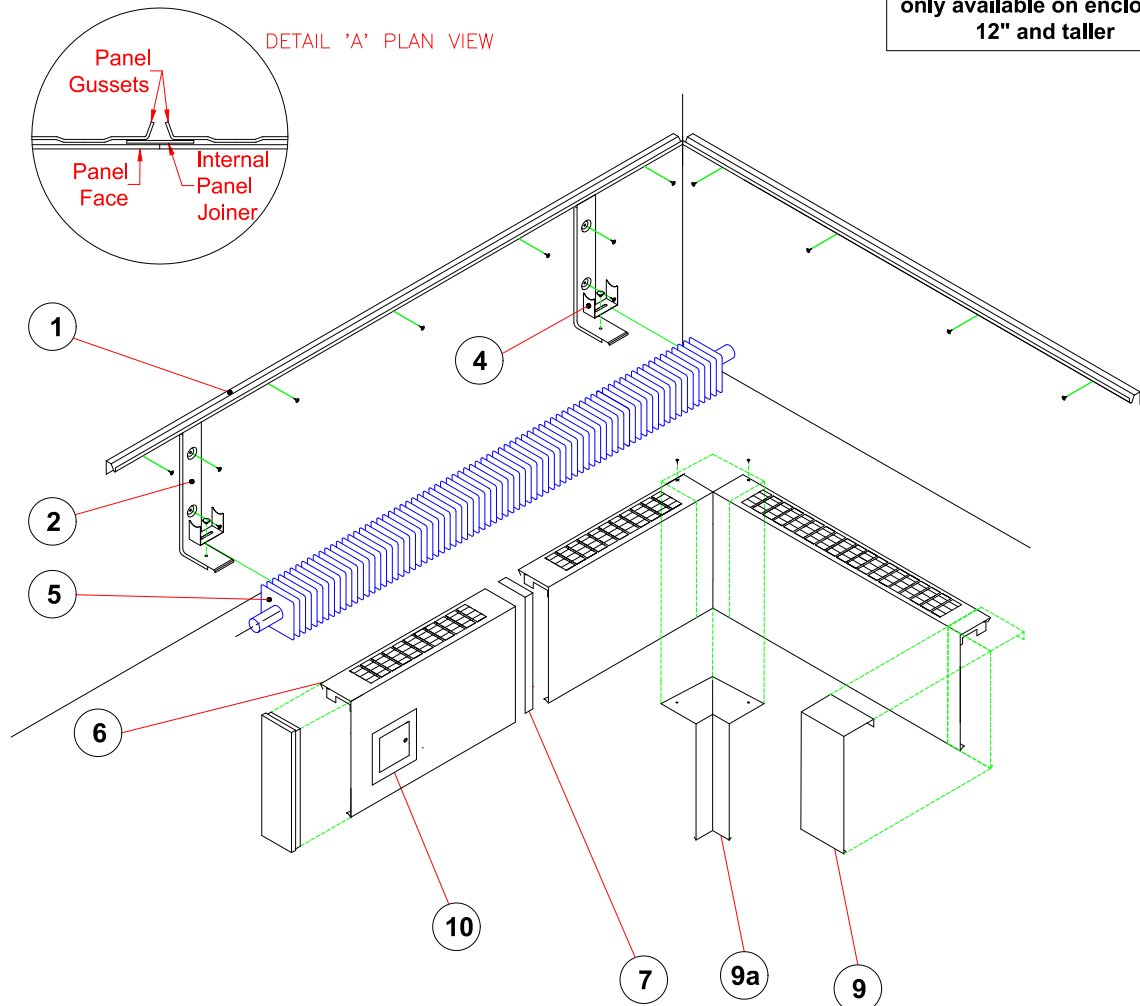 only available on
12" and taller
DETAIL 'A' PLAN VIEW
Panel
Gussets
Panel
Face
Internal
Panel
Joiner
1
4
2
5
6
10
7
9a
9